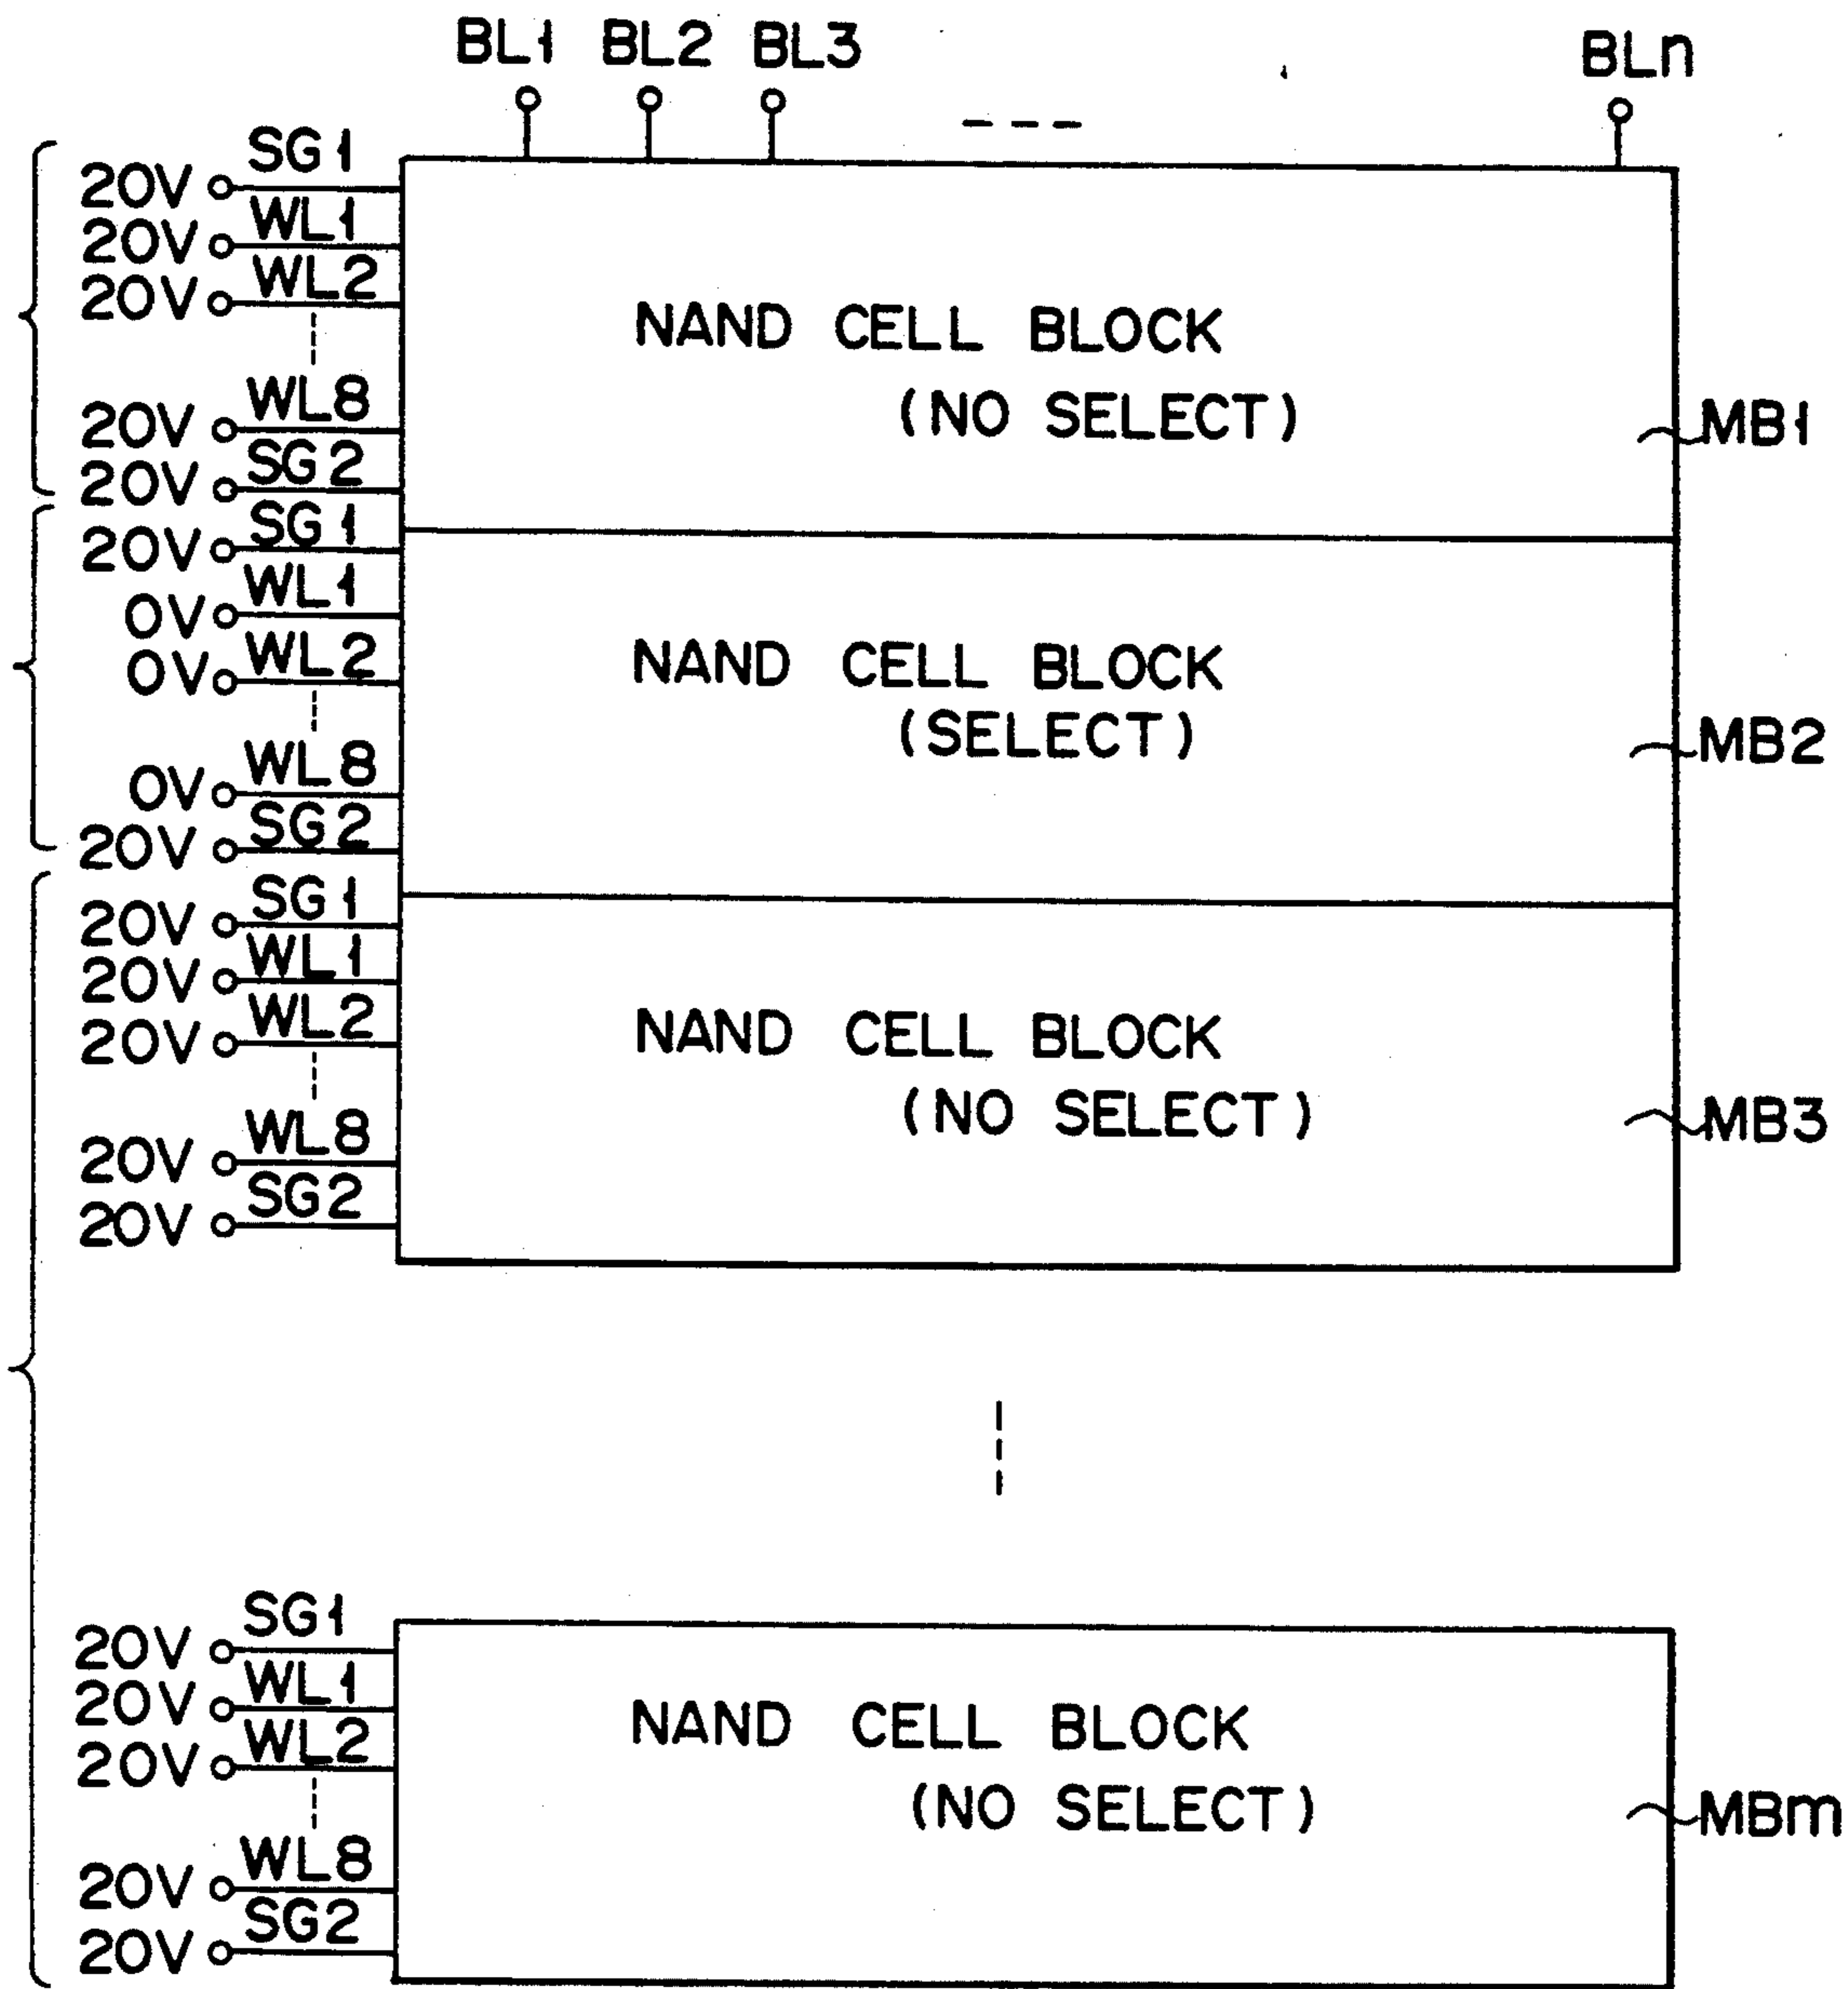 BL1 BL2 BL3 --- BLn
SG1
20V
WL1
20V
WL2
20V
NAND CELL BLOCK
(NO SELECT)
WL8
20V
MB1
SG2
20V
SG1
20V
WL1
0V
WL2
0V
NAND CELL BLOCK
(SELECT)
MB2
WL8
0V
SG2
20V
SG1
20V
WL1
20V
WL2
20V
NAND CELL BLOCK
(NO SELECT)
MB3
WL8
20V
SG2
20V
SG1
20V
WL1
20V
WL2
20V
NAND CELL BLOCK
(NO SELECT)
MBm
WL8
20V
SG2
20V